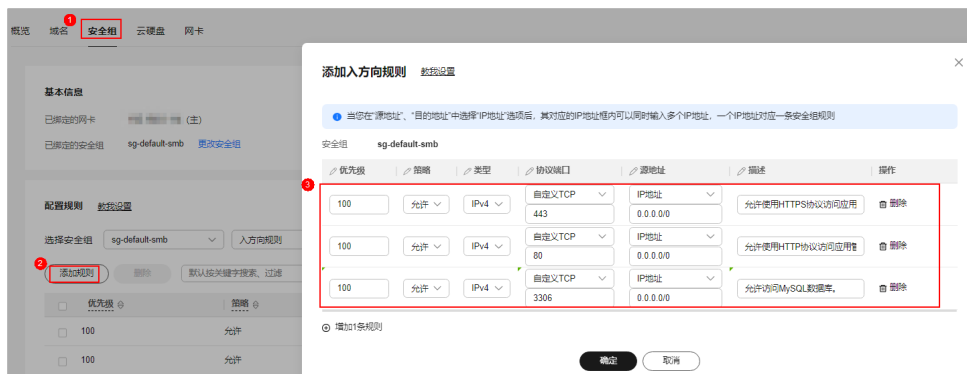 概览 域名 1 安全组 云硬盘 网卡
基本信息
已绑定的网卡 (主)
已绑定的安全组 sg-default-smb 更改安全组
配置规则 教我设置
选择安全组 sg-default-smb 入方向规则
2
添加规则 删除 默认按关键字搜索、过滤
优先级 策略
100 允许
100 允许
添加入方向规则 教我设置
当您在“源地址”、“目的地址”中选择“IP地址”选项后，其对应的IP地址框内可以同时输入多个IP地址，一个IP地址对应一条安全组规则
安全组 sg-default-smb
优先级 策略 类型 协议端口 源地址 描述 操作
3
100 允许 IPv4 自定义TCP IP地址 允许使用HTTPS协议访问应用 删除
443 0.0.0.0/0
100 允许 IPv4 自定义TCP IP地址 允许使用HTTP协议访问应用 删除
80 0.0.0.0/0
100 允许 IPv4 自定义TCP IP地址 允许访问MySQL数据库。 删除
3306 0.0.0.0/0
增加1条规则
确定 取消